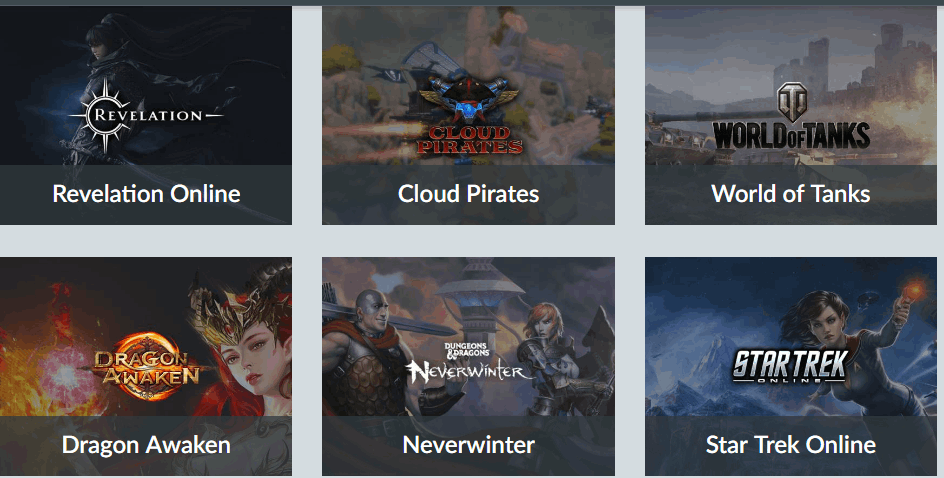 REVELATION
Revelation Online
CLOUD
PIRATES
Cloud Pirates
WORLD OF TANKS
World of Tanks
DRAGON
AWAKEN
Dragon Awaken
DUNGEONS
& DRAGONS
NEVERWINTER
Neverwinter
STAR TREK
ONLINE
Star Trek Online